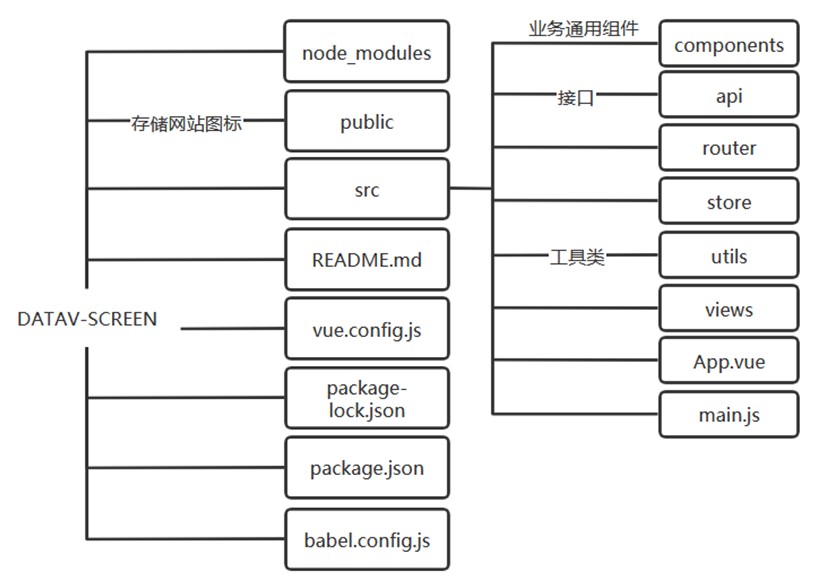 node_modules
存储网站图标
public
src
README.md
DATAV-SCREEN
vue.config.js
package-
lock.json
package.json
babel.config.js
业务通用组件
components
接口
api
router
store
工具类
utils
views
App.vue
main.js